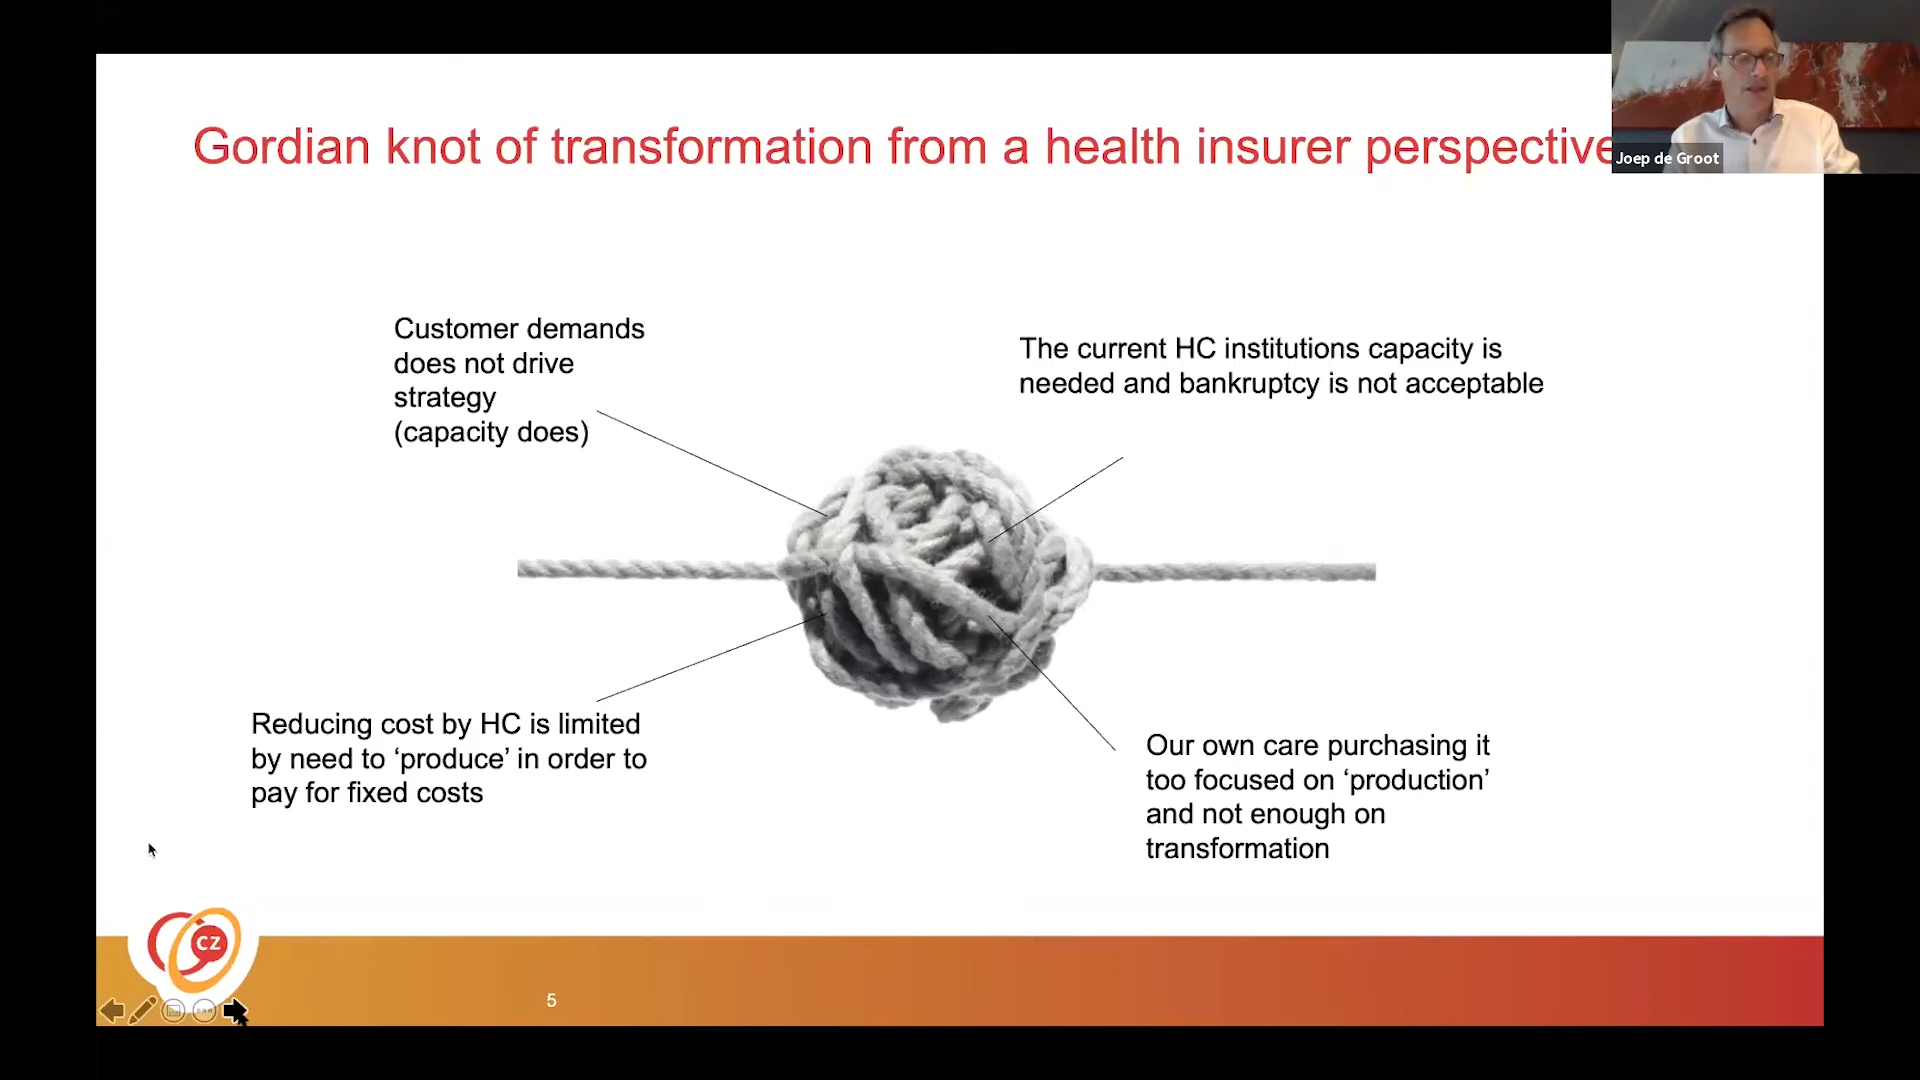 Gordian knot of transformation from a health insurer perspective
Joep de Groot
Customer demands
does not drive
strategy
(capacity does)
The current HC institutions capacity is
needed and bankruptcy is not acceptable
Reducing cost by HC is limited
by need to ‘produce’ in order to
pay for fixed costs
Our own care purchasing it
too focused on ‘production’
and not enough on
transformation
CZ
5